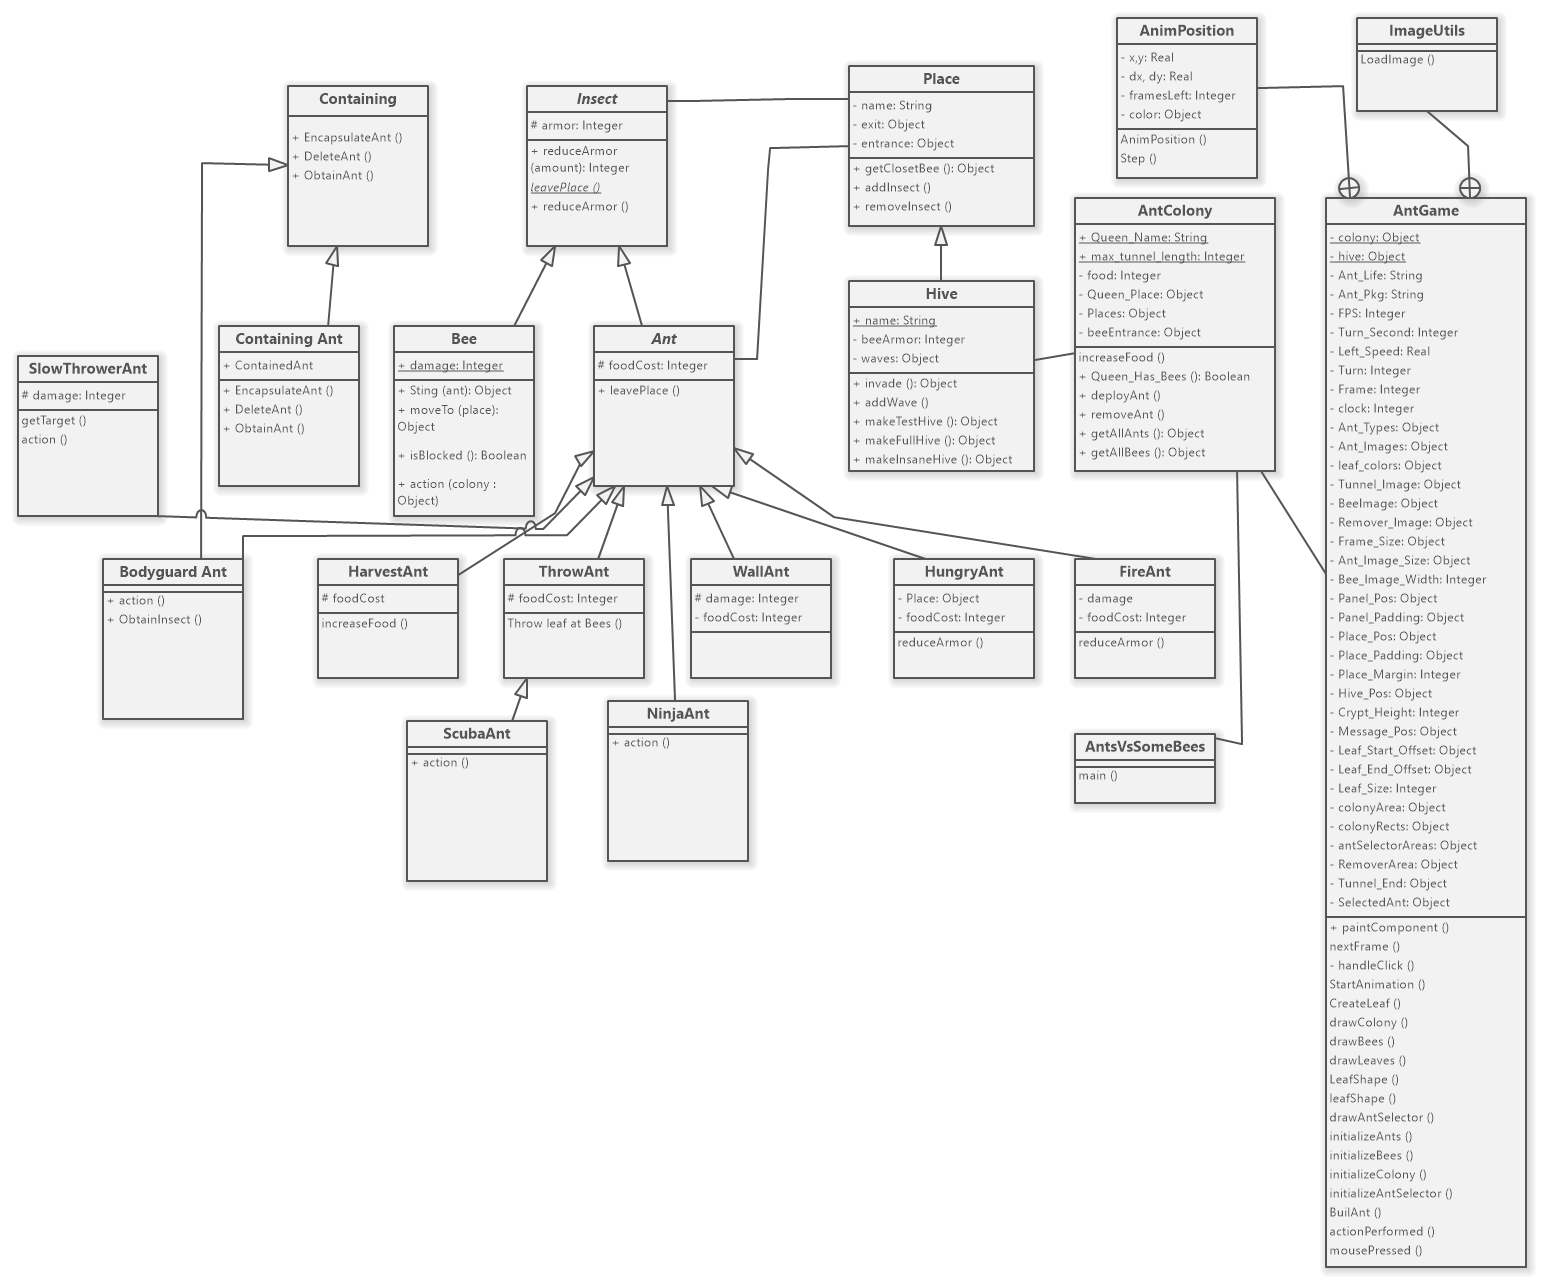 Containing
+ EncapsulateAnt ()
+ DeleteAnt ()
+ ObtainAnt ()
Insect
# armor: Integer
+ reduceArmor
(amount): Integer
leavePlace ()
+ reduceArmor ()
Place
- name: String
- exit: Object
- entrance: Object
+ getClosetBee (): Object
+ addInsect ()
+ removeInsect ()
AnimPosition
- x,y: Real
- dx, dy: Real
- framesLeft: Integer
- color: Object
AnimPosition ()
Step ()
ImageUtils
LoadImage ()
SlowThrowerAnt
# damage: Integer
getTarget ()
action ()
Containing Ant
+ ContainedAnt
+ EncapsulateAnt ()
+ DeleteAnt ()
+ ObtainAnt ()
Bee
+ damage: Integer
+ Sting (ant): Object
+ moveTo (place):
Object
+ isBlocked (): Boolean
+ action (colony :
Object)
Ant
# foodCost: Integer
+ leavePlace ()
Hive
+ name: String
- beeArmor: Integer
- waves: Object
+ invade (): Object
+ addWave ()
+ makeTestHive (): Object
+ makeFullHive (): Object
+ makeInsaneHive (): Object
AntColony
+ Queen_Name: String
+ max_tunnel_length: Integer
- food: Integer
- Queen_Place: Object
- Places: Object
- beeEntrance: Object
increaseFood ()
+ Queen_Has_Bees (): Boolean
+ deployAnt ()
+ removeAnt ()
+ getAllAnts (): Object
+ getAllBees (): Object
AntGame
- colony: Object
- hive: Object
- Ant_Life: String
- Ant_Pkg: String
- FPS: Integer
- Turn_Second: Integer
- Left_Speed: Real
- Turn: Integer
- Frame: Integer
- clock: Integer
- Ant_Types: Object
- Ant_Images: Object
- leaf_colors: Object
- Tunnel_Image: Object
- BeeImage: Object
- Remover_Image: Object
- Frame_Size: Object
- Ant_Image_Size: Object
- Bee_Image_Width: Integer
- Panel_Pos: Object
- Panel_Padding: Object
- Place_Pos: Object
- Place_Padding: Object
- Place_Margin: Integer
- Hive_Pos: Object
- Crypt_Height: Integer
- Message_Pos: Object
- Leaf_Start_Offset: Object
- Leaf_End_Offset: Object
- Leaf_Size: Integer
- colonyArea: Object
- colonyRects: Object
- antSelectorAreas: Object
- RemoverArea: Object
- Tunnel_End: Object
- SelectedAnt: Object
+ paintComponent ()
nextFrame ()
- handleClick ()
StartAnimation ()
CreateLeaf ()
drawColony ()
drawBees ()
drawLeaves ()
LeafShape ()
leafShape ()
drawAntSelector ()
initializeAnts ()
initializeBees ()
initializeColony ()
initializeAntSelector ()
BuilAnt ()
actionPerformed ()
mousePressed ()
Bodyguard Ant
+ action ()
+ ObtainInsect ()
HarvestAnt
# foodCost
increaseFood ()
ThrowAnt
# foodCost: Integer
Throw leaf at Bees ()
WallAnt
# damage: Integer
- foodCost: Integer
HungryAnt
- Place: Object
- foodCost: Integer
reduceArmor ()
FireAnt
- damage
- foodCost: Integer
reduceArmor ()
ScubaAnt
+ action ()
NinjaAnt
+ action ()
AntsVsSomeBees
main ()